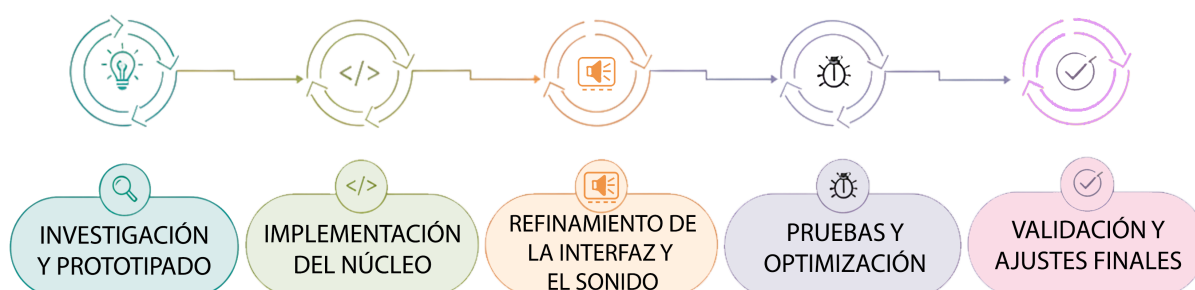 </>
</>
INVESTIGACIÓN
Y PROTOTIPADO
IMPLEMENTACIÓN
DEL NÚCLEO
REFINAMIENTO DE
LA INTERFAZ Y
EL SONIDO
PRUEBAS Y
OPTIMIZACIÓN
VALIDACIÓN Y
AJUSTES FINALES